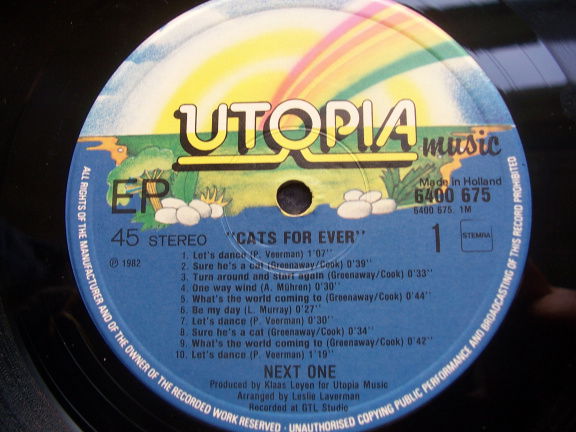 UTOPIA
music
EP
Made in Holland
6400 675
6400 675. 1M
45 STEREO
"CATS FOR EVER"
1
STEMRA
℗ 1982
1. Let's dance (P. Veerman) 1'07''
2. Sure he's a cat (Greenaway/Cook) 0'39''
3. Turn around and start again (Greenaway/Cook) 0'33''
4. One way wind (A. Mühren) 0'30''
5. What's the world coming to (Greenaway/Cook) 0'44''
6. Be my day (L. Murray) 0'27''
7. Let's dance (P. Veerman) 0'30''
8. Sure he's a cat (Greenaway/Cook) 0'34''
9. What's the world coming to (Greenaway/Cook) 0'42''
10. Let's dance (P. Veerman) 1'19''
NEXT ONE
Produced by Klaas Leyen for Utopia Music
Arranged by Leslie Laverman
Recorded at GTL Studio
ALL RIGHTS OF THE MANUFACTURER AND OF THE OWNER OF THE RECORDED WORK RESERVED - UNAUTHORISED COPYING PUBLIC PERFORMANCE AND BROADCASTING OF THIS RECORD PROHIBITED